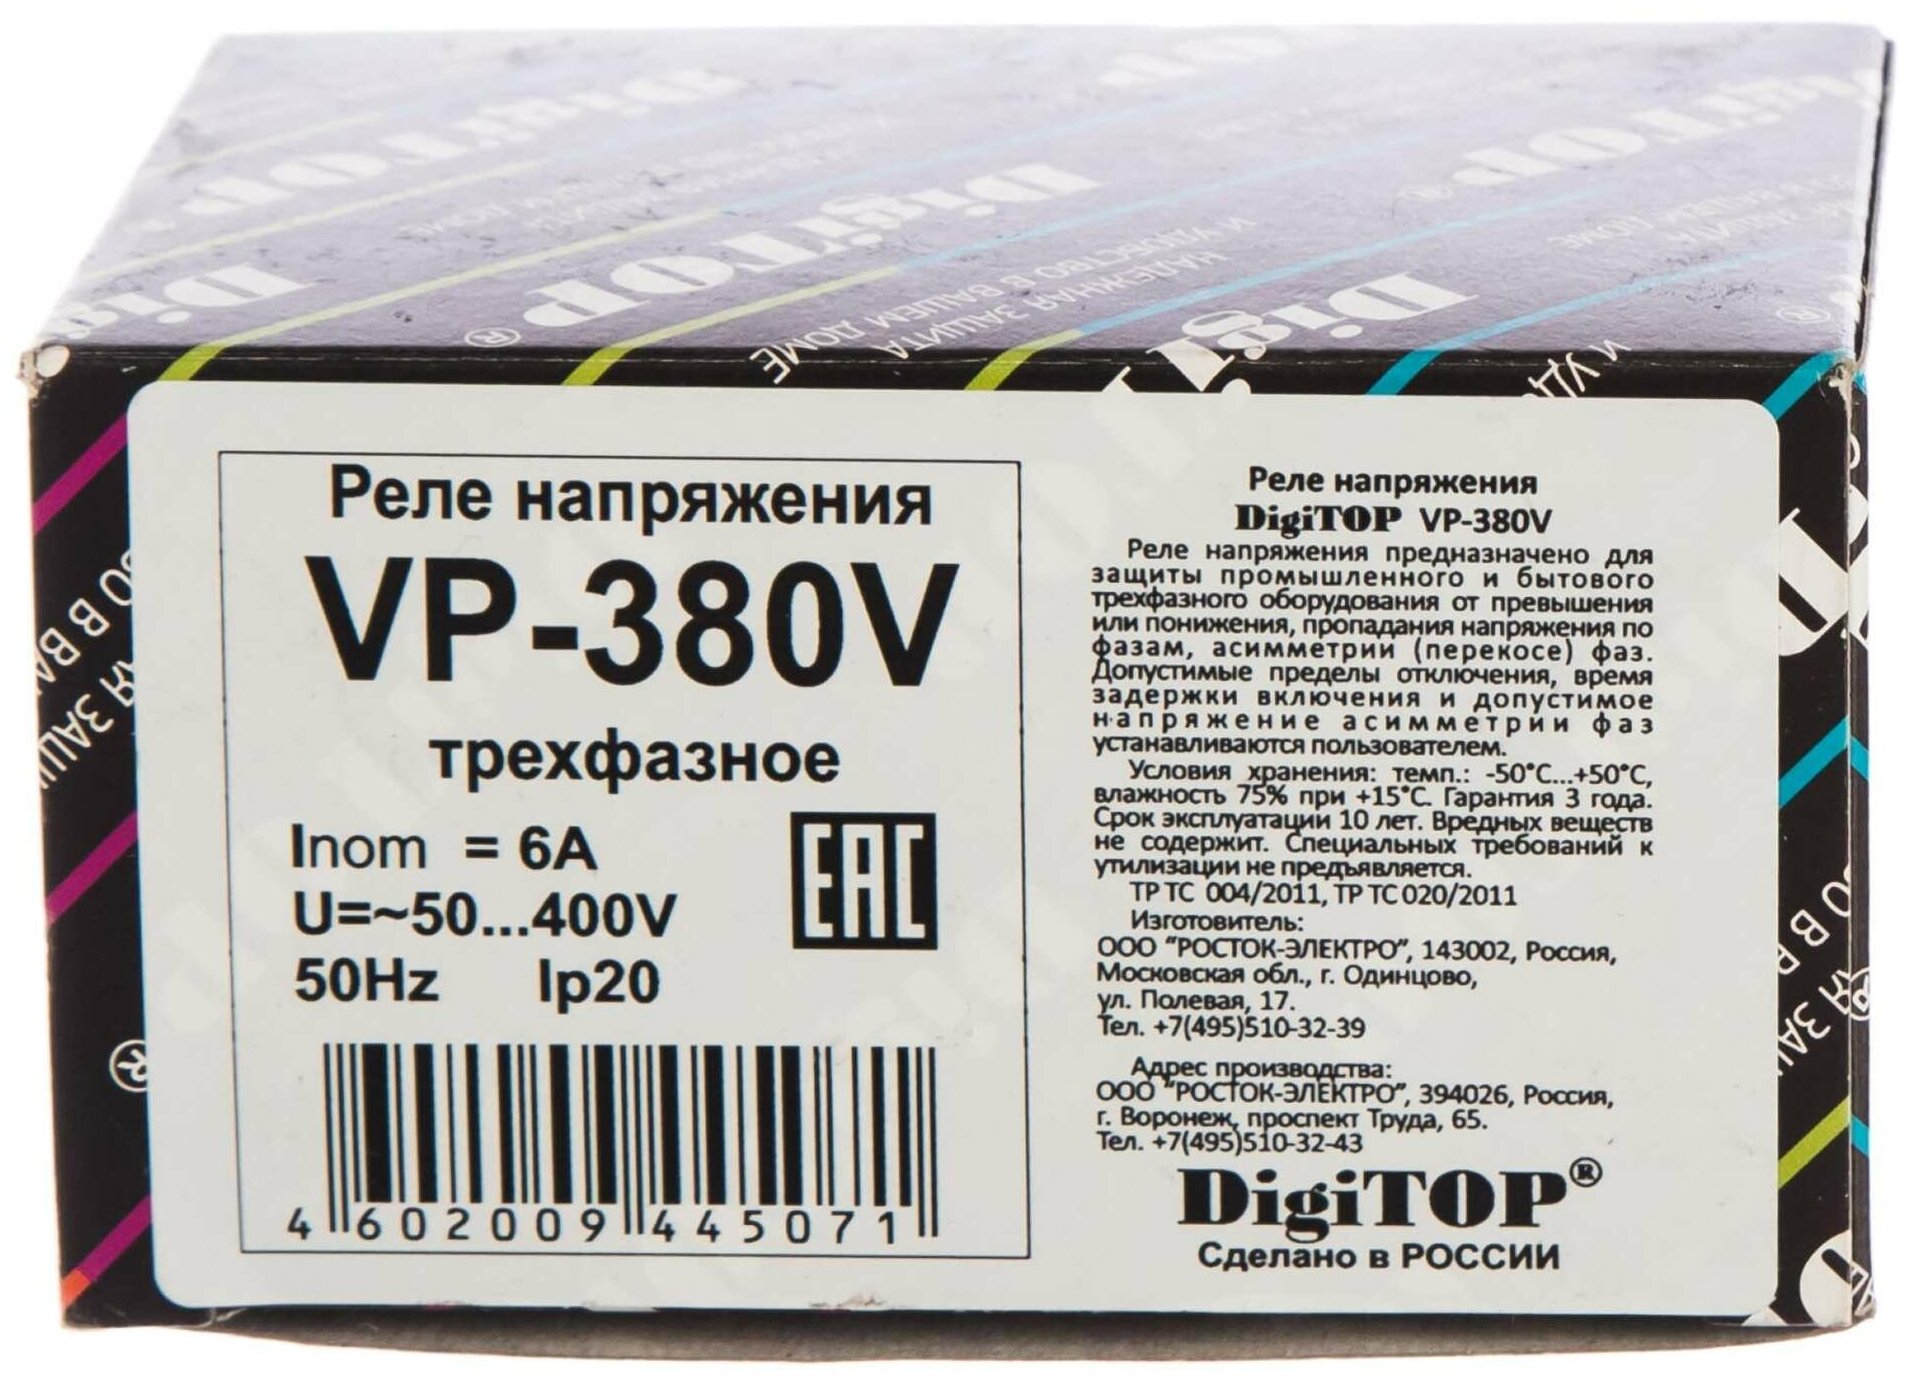 DigiTOP
DigiTOP
НАДЕЖНАЯ ЗАЩИТА
И УДОБСТВО В ВАШЕМ ДОМЕ
Реле напряжения
VP-380V
трехфазное
Inom = 6A
U=~50...400V
50Hz Ip20
EAC
4 602009 445071
Реле напряжения
DigiTOP VP-380V
Реле напряжения предназначено для
защиты промышленного и бытового
трехфазного оборудования от превышения
или понижения, пропадания напряжения по
фазам, асимметрии (перекосе) фаз.
Допустимые пределы отключения, время
задержки включения и допустимое
напряжение асимметрии фаз
устанавливаются пользователем.
Условия хранения: темп.: -50°С...+50°С,
влажность 75% при +15°С. Гарантия 3 года.
Срок эксплуатации 10 лет. Вредных веществ
не содержит. Специальных требований к
утилизации не предъявляется.
ТР ТС 004/2011, ТР ТС 020/2011
Изготовитель:
ООО "РОСТОК-ЭЛЕКТРО", 143002, Россия,
Московская обл., г. Одинцово,
ул. Полевая, 17.
Тел. +7(495)510-32-39
Адрес производства:
ООО "РОСТОК-ЭЛЕКТРО", 394026, Россия,
г. Воронеж, проспект Труда, 65.
Тел. +7(495)510-32-43
DigiTOP®
Сделано в РОССИИ